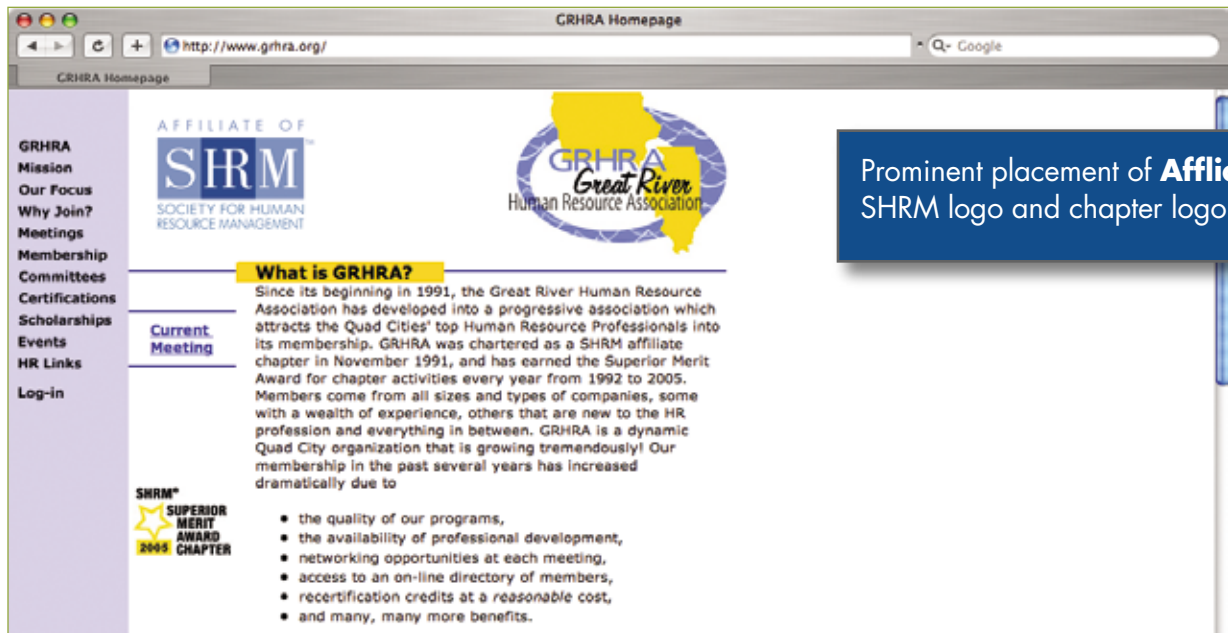 GRHRA Homepage
http://www.grhra.org/
Google
GRHRA Homepage
GRHRA
Mission
Our Focus
Why Join?
Meetings
Membership
Committees
Certifications
Scholarships
Events
HR Links
Log-in
AFFILIATE OF
SHRM™
SOCIETY FOR HUMAN
RESOURCE MANAGEMENT
GRHRA
Great River
Human Resource Association
Prominent placement of
SHRM logo and chapter logo
What is GRHRA?
Since its beginning in 1991, the Great River Human Resource
Association has developed into a progressive association which
attracts the Quad Cities' top Human Resource Professionals into
its membership. GRHRA was chartered as a SHRM affiliate
chapter in November 1991, and has earned the Superior Merit
Award for chapter activities every year from 1992 to 2005.
Members come from all sizes and types of companies, some
with a wealth of experience, others that are new to the HR
profession and everything in between. GRHRA is a dynamic
Quad City organization that is growing tremendously! Our
membership in the past several years has increased
dramatically due to
• the quality of our programs,
• the availability of professional development,
• networking opportunities at each meeting,
• access to an on-line directory of members,
• recertification credits at a reasonable cost,
• and many, many more benefits.
Current
Meeting
SHRM®
SUPERIOR
MERIT
AWARD
2005 CHAPTER